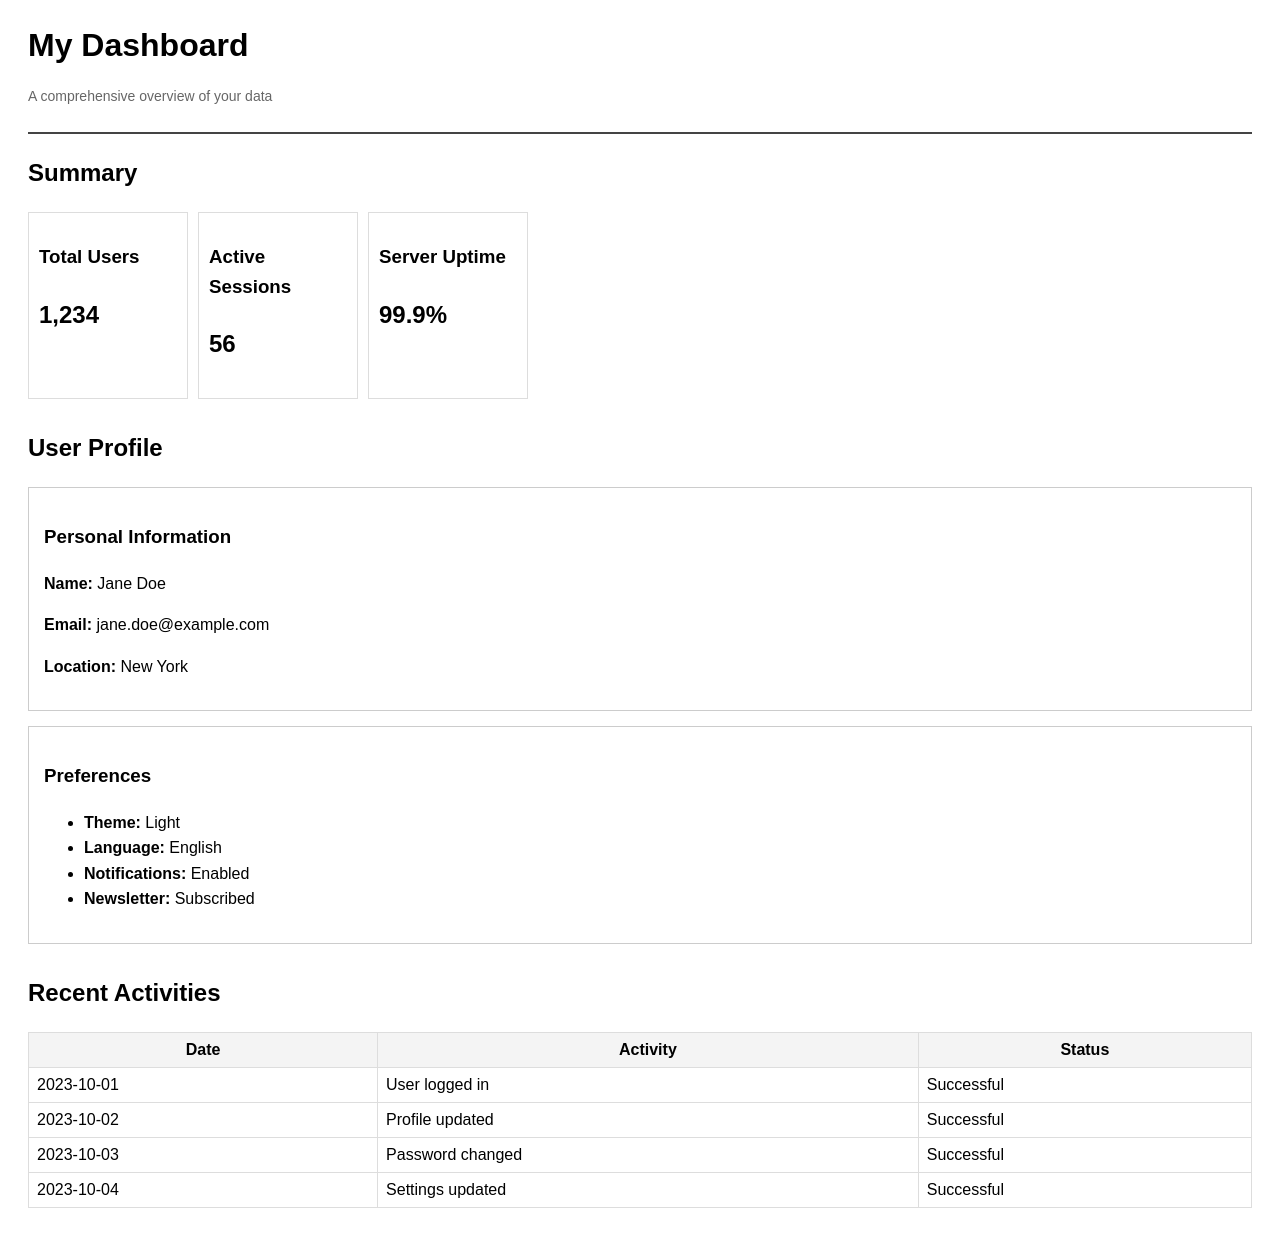 My Dashboard
A comprehensive overview of your data
Summary
Total Users
1,234
Active
Sessions
56
Server Uptime
99.9%
User Profile
Personal Information
Name: Jane Doe
Email: jane.doe@example.com
Location: New York
Preferences
• Theme: Light
• Language: English
• Notifications: Enabled
• Newsletter: Subscribed
Recent Activities
Date Activity Status
2023-10-01 User logged in Successful
2023-10-02 Profile updated Successful
2023-10-03 Password changed Successful
2023-10-04 Settings updated Successful